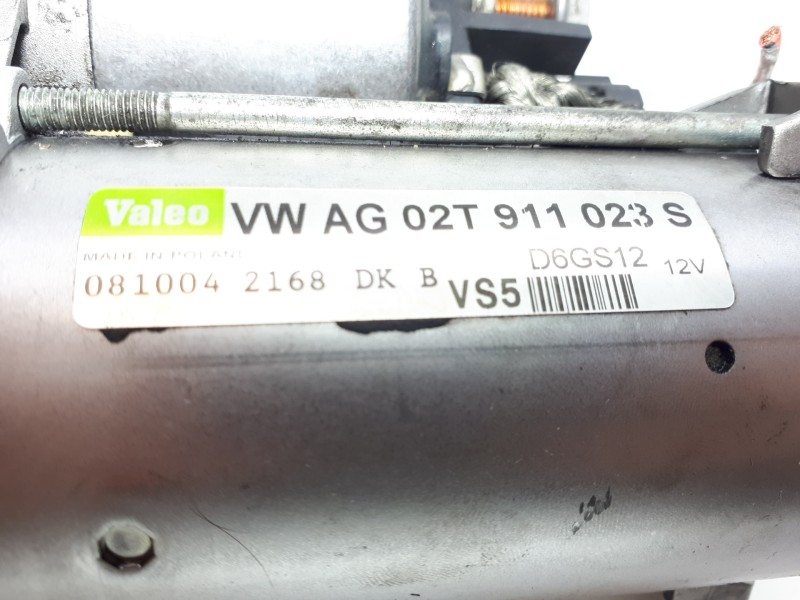 Valeo VW AG 02T 911 023 S
MADE IN POLAND D6GS12 12V
081004 2168 DK B VS5